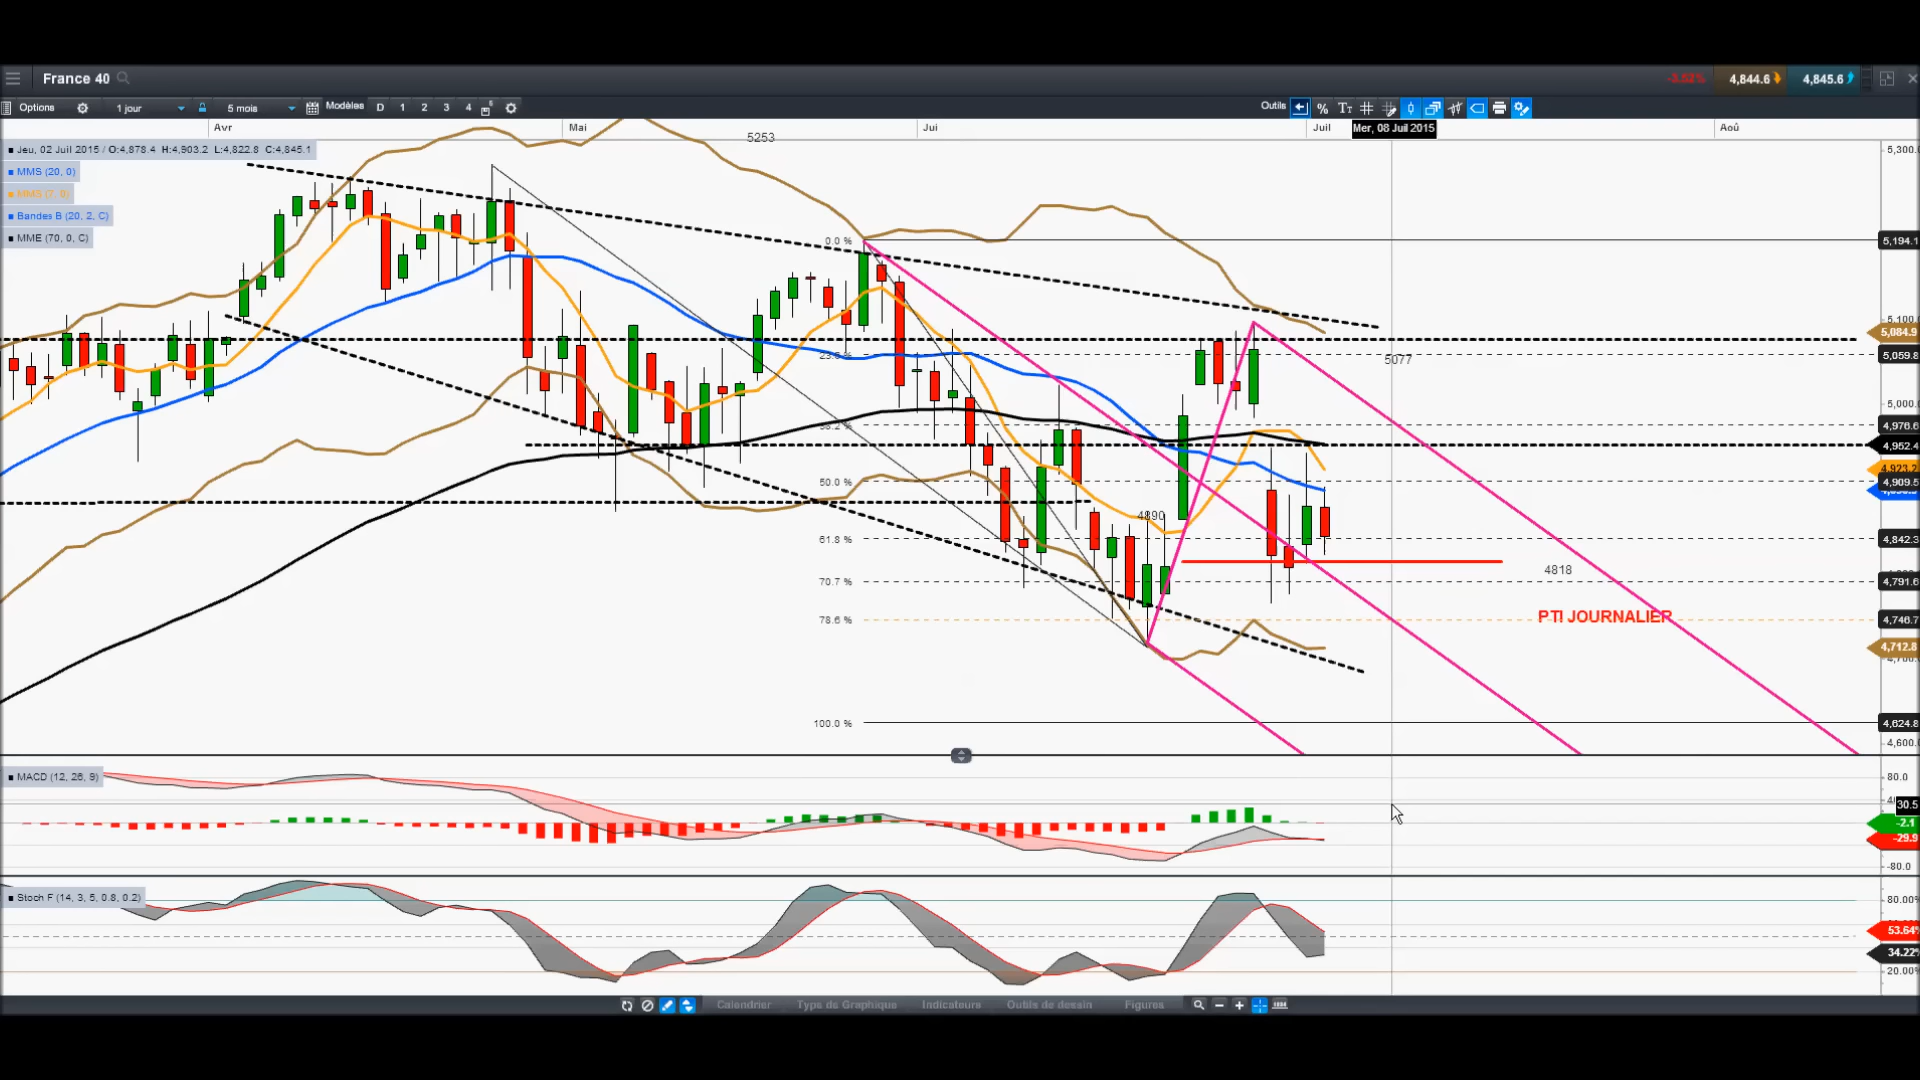 France 40
-3.52% 4,844.6 4,845.6
Options 1 jour 5 mois Modèles D 1 2 3 4 Outils
Avr Mai Jui Juil Mer, 08 Juil 2015 Aoû
Jeu, 02 Juil 2015 / O:4,878.4 H:4,903.2 L:4,822.8 C:4,845.1
MMS (20, 0)
MMS (7, 0)
Bandes B (20, 2, C)
MME (70, 0, C)
5253
5,300.
0.0 %
5,194.1
5,100.
5,084.9
23.6 %
5077
5,059.8
5,000.
38.2 %
4,976.6
4,952.4
4,923.2
50.0 %
4,909.5
4890
61.8 %
4,842.3
4818
70.7 %
4,791.6
PTI JOURNALIER
78.6 %
4,746.7
4,712.8
4,700.
100.0 %
4,624.8
4,600.
MACD (12, 26, 9)
80.0
30.5
-2.1
-29.9
-80.0
Stoch F (14, 3, 5, 0.8, 0.2)
80.00%
53.64%
34.22%
20.00%
Calendrier Type de Graphique Indicateurs Outils de dessin Figures